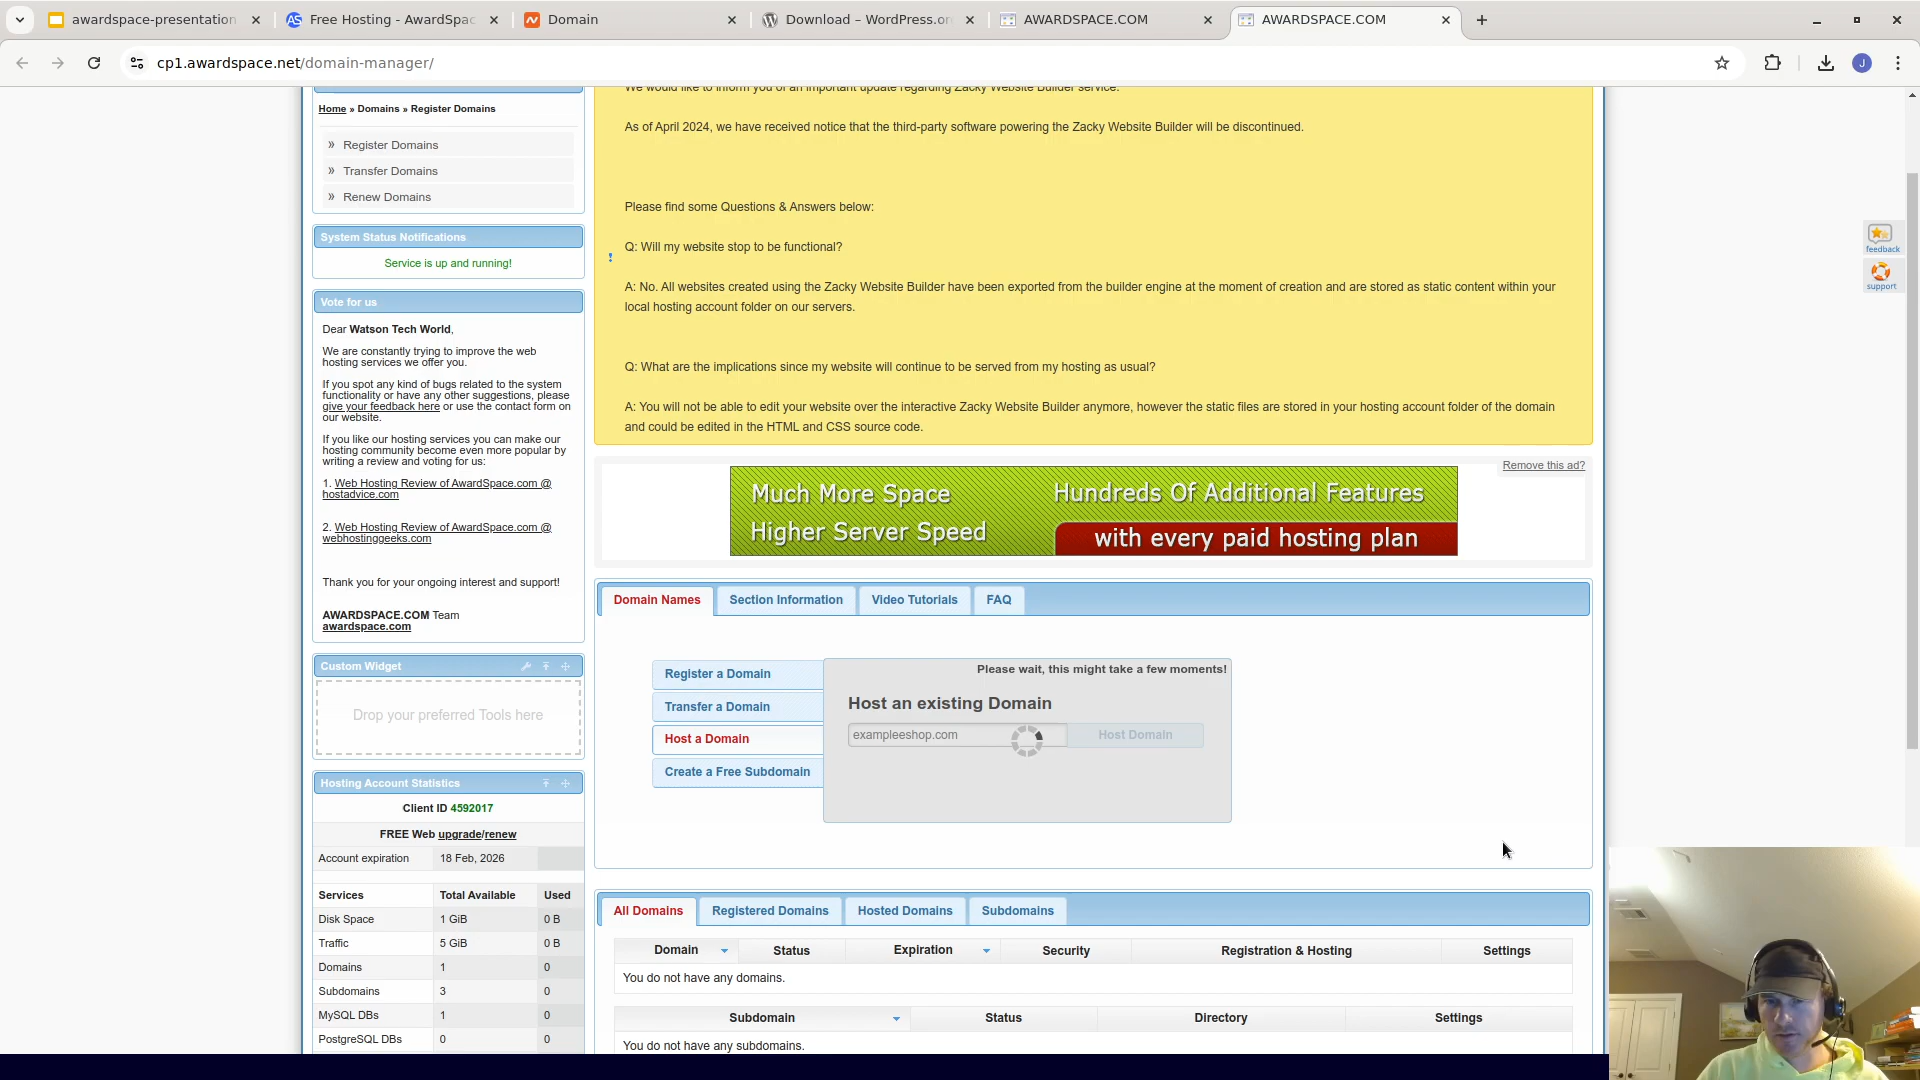 awardspace-presentation
Free Hosting - AwardSpac
Domain
Download – WordPress.or
AWARDSPACE.COM
AWARDSPACE.COM
cp1.awardspace.net/domain-manager/
J
Home » Domains » Register Domains
» Register Domains
» Transfer Domains
» Renew Domains
System Status Notifications
Service is up and running!
Vote for us
Dear Watson Tech World,
We are constantly trying to improve the web
hosting services we offer you.
If you spot any kind of bugs related to the system
functionality or have any other suggestions, please
give your feedback here or use the contact form on
our website.
If you like our hosting services you can make our
hosting community become even more popular by
writing a review and voting for us:
1. Web Hosting Review of AwardSpace.com @
hostadvice.com
2. Web Hosting Review of AwardSpace.com @
webhostinggeeks.com
Thank you for your ongoing interest and support!
AWARDSPACE.COM Team
awardspace.com
Custom Widget
Drop your preferred Tools here
Hosting Account Statistics
Client ID 4592017
FREE Web upgrade/renew
Account expiration 18 Feb, 2026
Services Total Available Used
Disk Space 1 GiB 0 B
Traffic 5 GiB 0 B
Domains 1 0
Subdomains 3 0
MySQL DBs 1 0
PostgreSQL DBs 0 0
We would like to inform you of an important update regarding Zacky Website Builder service.
As of April 2024, we have received notice that the third-party software powering the Zacky Website Builder will be discontinued.
Please find some Questions & Answers below:
Q: Will my website stop to be functional?
!
A: No. All websites created using the Zacky Website Builder have been exported from the builder engine at the moment of creation and are stored as static content within your
local hosting account folder on our servers.
Q: What are the implications since my website will continue to be served from my hosting as usual?
A: You will not be able to edit your website over the interactive Zacky Website Builder anymore, however the static files are stored in your hosting account folder of the domain
and could be edited in the HTML and CSS source code.
Remove this ad?
Much More Space
Higher Server Speed
Hundreds Of Additional Features
with every paid hosting plan
Domain Names
Section Information
Video Tutorials
FAQ
Register a Domain
Transfer a Domain
Host a Domain
Create a Free Subdomain
Please wait, this might take a few moments!
Host an existing Domain
exampleeshop.com
Host Domain
All Domains
Registered Domains
Hosted Domains
Subdomains
Domain Status Expiration Security Registration & Hosting Settings
You do not have any domains.
Subdomain Status Directory Settings
You do not have any subdomains.
feedback
support